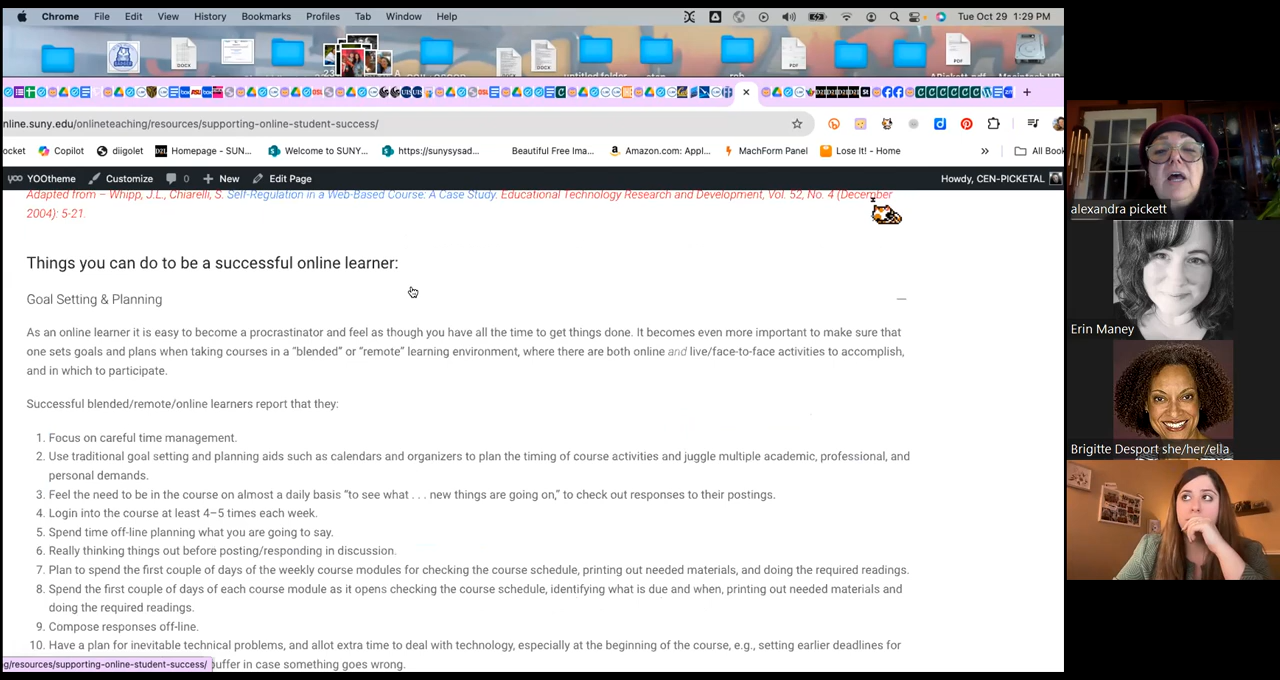 Chrome File Edit View History Bookmarks Profiles Tab Window Help Tue Oct 29 1:29 PM
DOCX DOCX PDF PDF
untitled folder
nline.suny.edu/onlineteaching/resources/supporting-online-student-success/
ocket Copilot diigolet Homepage - SUN... Welcome to SUNY... https://sunysysad... Beautiful Free Ima... Amazon.com: Appl... MachForm Panel Lose It! - Home » All Book
YOOtheme Customize 0 New Edit Page Howdy, CEN-PICKETAL
Adapted from – Whipp, J.L., Chiarelli, S. Self-Regulation in a Web-Based Course: A Case Study. Educational Technology Research and Development, Vol. 52, No. 4 (December
2004): 5-21.
Things you can do to be a successful online learner:
Goal Setting & Planning
As an online learner it is easy to become a procrastinator and feel as though you have all the time to get things done. It becomes even more important to make sure that
one sets goals and plans when taking courses in a “blended” or “remote” learning environment, where there are both online and live/face-to-face activities to accomplish,
and in which to participate.
Successful blended/remote/online learners report that they:
1. Focus on careful time management.
2. Use traditional goal setting and planning aids such as calendars and organizers to plan the timing of course activities and juggle multiple academic, professional, and
personal demands.
3. Feel the need to be in the course on almost a daily basis “to see what . . . new things are going on,” to check out responses to their postings.
4. Login into the course at least 4–5 times each week.
5. Spend time off-line planning what you are going to say.
6. Really thinking things out before posting/responding in discussion.
7. Plan to spend the first couple of days of the weekly course modules for checking the course schedule, printing out needed materials, and doing the required readings.
8. Spend the first couple of days of each course module as it opens checking the course schedule, identifying what is due and when, printing out needed materials and
doing the required readings.
9. Compose responses off-line.
10. Have a plan for inevitable technical problems, and allot extra time to deal with technology, especially at the beginning of the course, e.g., setting earlier deadlines for
buffer in case something goes wrong.
g/resources/supporting-online-student-success/
alexandra pickett
Erin Maney
Brigitte Desport she/her/ella